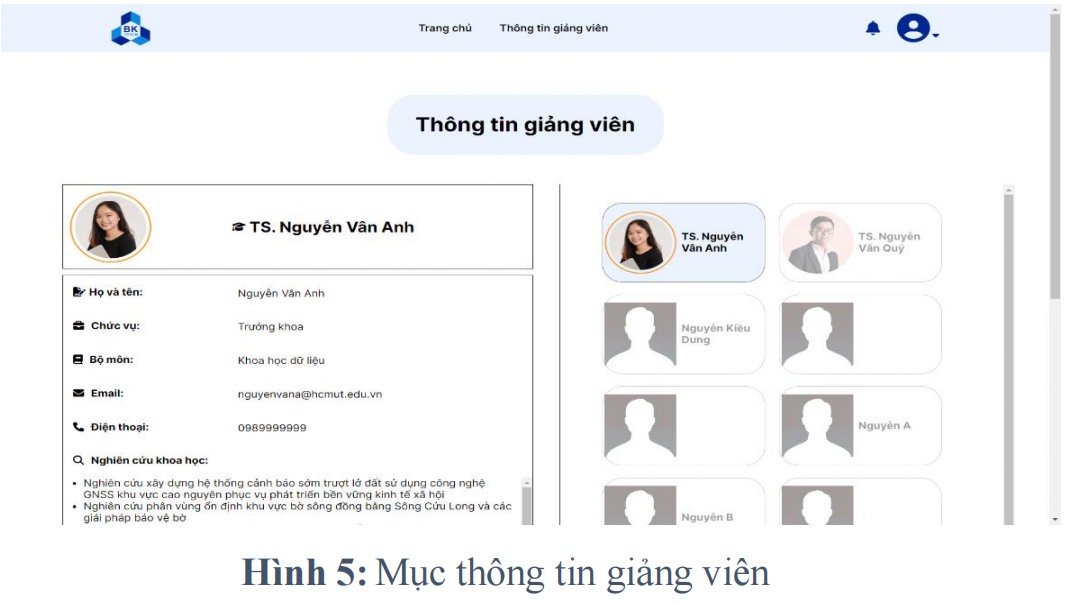 BK
Trang chủ Thông tin giảng viên
Thông tin giảng viên
TS. Nguyễn Vân Anh
Họ và tên: Nguyễn Vân Anh
Chức vụ: Trưởng khoa
Bộ môn: Khoa học dữ liệu
Email: nguyenvana@hcmut.edu.vn
Điện thoại: 0989999999
Nghiên cứu khoa học:
• Nghiên cứu xây dựng hệ thống cảnh báo sớm trượt lở đất sử dụng công nghệ
GNSS khu vực cao nguyên phục vụ phát triển bền vững kinh tế xã hội
• Nghiên cứu phân vùng ổn định khu vực bờ sông đồng bằng Sông Cửu Long và các
giải pháp bảo vệ bờ
TS. Nguyễn
Vân Anh
TS. Nguyễn
Văn Quý
Nguyễn Kiều
Dung
Nguyễn A
Nguyễn B
Hình 5: Mục thông tin giảng viên